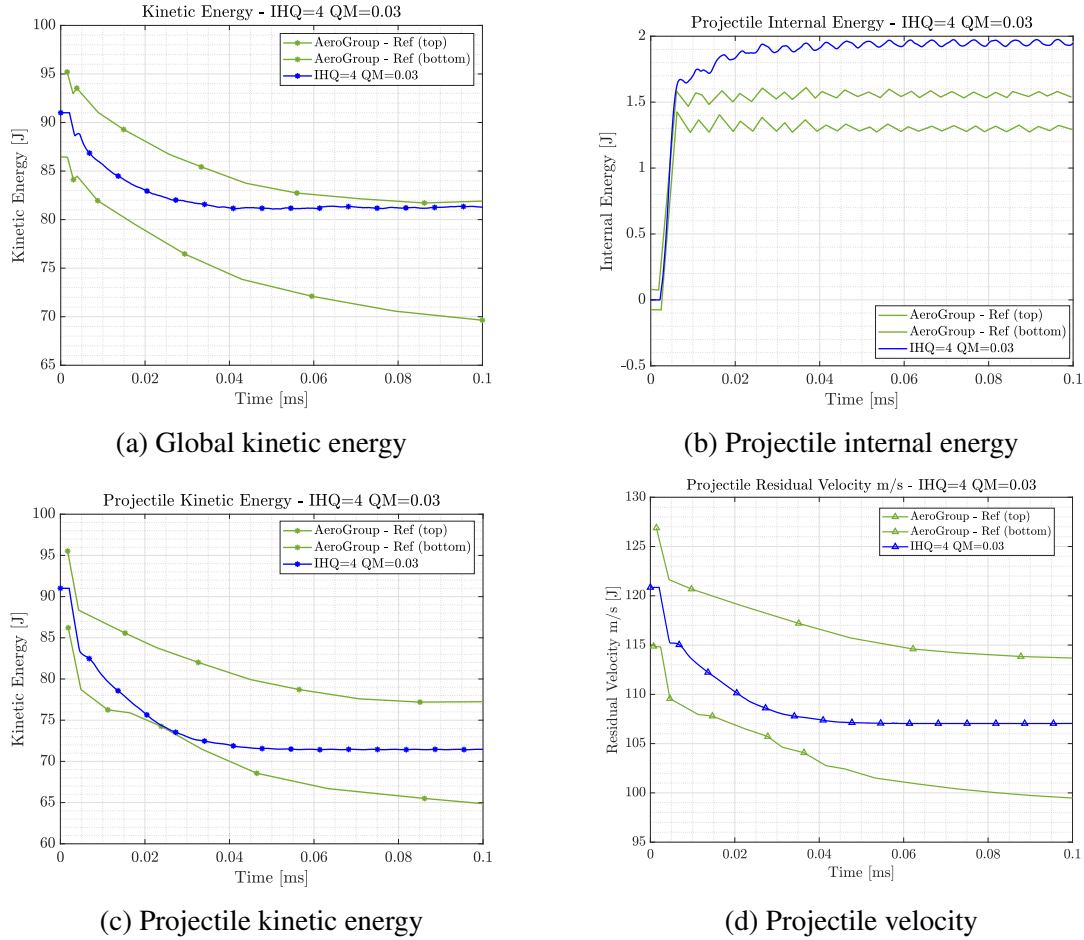 Kinetic Energy - IHQ=4 QM=0.03
100
95
90
85
80
75
70
65
Kinetic Energy [J]
AeroGroup - Ref (top)
AeroGroup - Ref (bottom)
IHQ=4 QM=0.03
0
0.02
0.04
0.06
0.08
0.1
Time [ms]
(a) Global kinetic energy
Projectile Internal Energy - IHQ=4 QM=0.03
2
1.5
1
0.5
0
-0.5
Internal Energy [J]
AeroGroup - Ref (top)
AeroGroup - Ref (bottom)
IHQ=4 QM=0.03
0
0.02
0.04
0.06
0.08
0.1
Time [ms]
(b) Projectile internal energy
Projectile Kinetic Energy - IHQ=4 QM=0.03
100
95
90
85
80
75
70
65
60
Kinetic Energy [J]
AeroGroup - Ref (top)
AeroGroup - Ref (bottom)
IHQ=4 QM=0.03
0
0.02
0.04
0.06
0.08
0.1
Time [ms]
(c) Projectile kinetic energy
Projectile Residual Velocity m/s - IHQ=4 QM=0.03
130
125
120
115
110
105
100
95
Residual Velocity m/s [J]
AeroGroup - Ref (top)
AeroGroup - Ref (bottom)
IHQ=4 QM=0.03
0
0.02
0.04
0.06
0.08
0.1
Time [ms]
(d) Projectile velocity